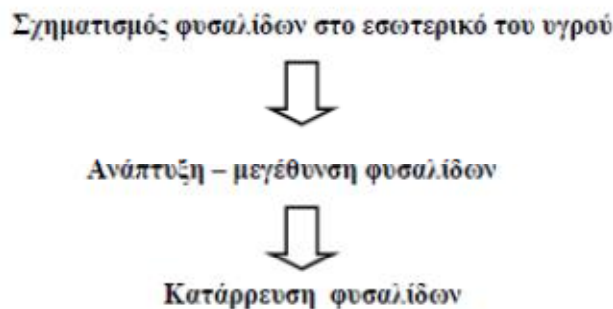 Σχηματισμός φυσαλίδων στο εσωτερικό του υγρού
Ανάπτυξη – μεγέθυνση φυσαλίδων
Κατάρρευση φυσαλίδων